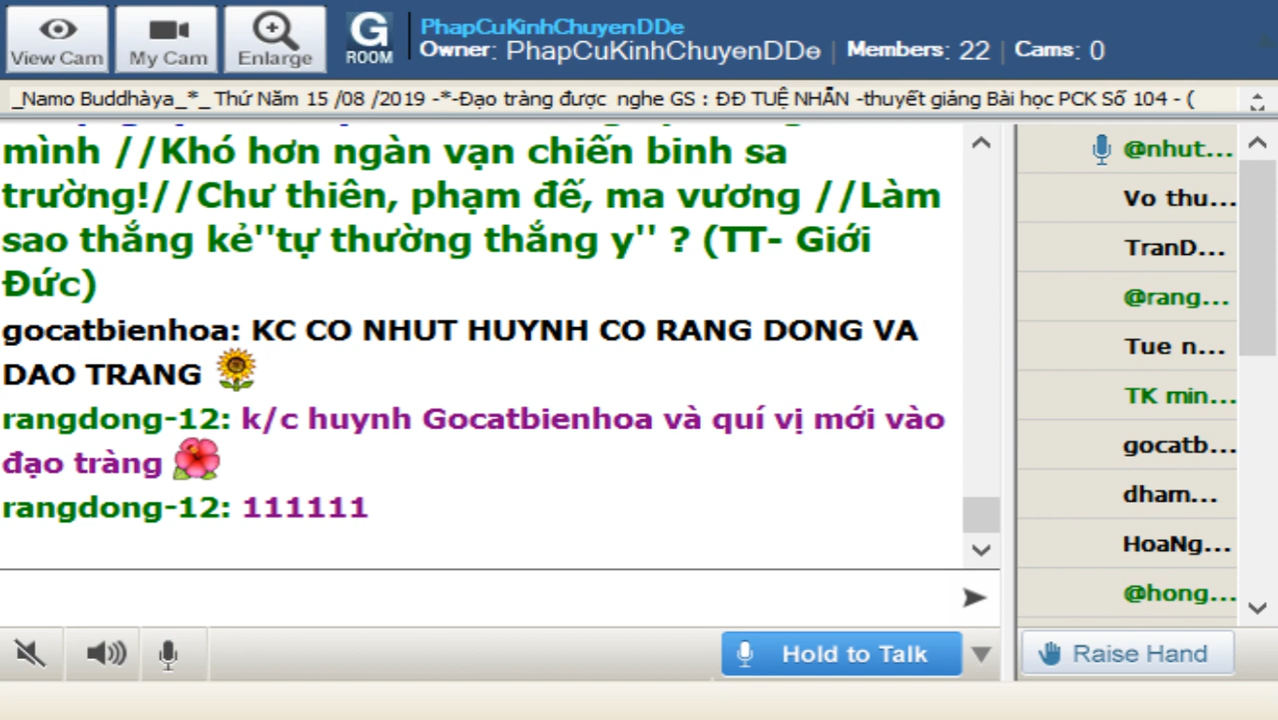 View Cam
My Cam
Enlarge
G
ROOM
PhapCuKinhChuyenDDe
Owner: PhapCuKinhChuyenDDe | Members: 22 | Cams: 0
_Namo Buddhàya_*_ Thứ Năm 15 /08 /2019 -*-Đạo tràng được nghe GS : ĐĐ TUỆ NHẪN -thuyết giảng Bài học PCK Số 104 - (
mình //Khó hơn ngàn vạn chiến binh sa
trường!//Chư thiên, phạm đế, ma vương //Làm
sao thắng kẻ''tự thường thắng y'' ? (TT- Giới
Đức)
gocatbienhoa: KC CO NHUT HUYNH CO RANG DONG VA
DAO TRANG
rangdong-12: k/c huynh Gocatbienhoa và quí vị mới vào
đạo tràng
rangdong-12: 111111
@nhut...
Vo thu...
TranD...
@rang...
Tue n...
TK min...
gocatb...
dham...
HoaNg...
@hong...
Hold to Talk
Raise Hand